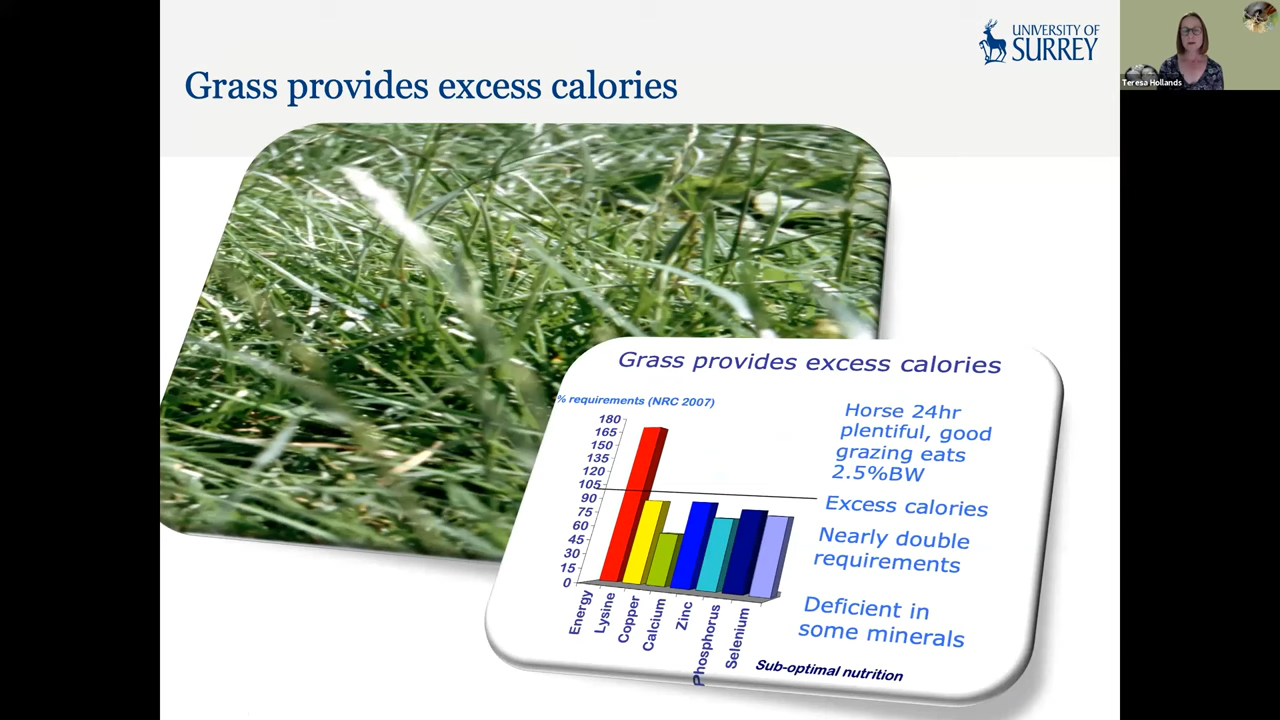 UNIVERSITY OF
SURREY
Teresa Hollands
Grass provides excess calories
Grass provides excess calories
% requirements (NRC 2007)
180
165
150
135
120
105
90
75
60
45
30
15
0
Energy
Lysine
Copper
Calcium
Zinc
Phosphorus
Selenium
Horse 24hr
plentiful, good
grazing eats
2.5%BW
Excess calories
Nearly double
requirements
Deficient in
some minerals
Sub-optimal nutrition